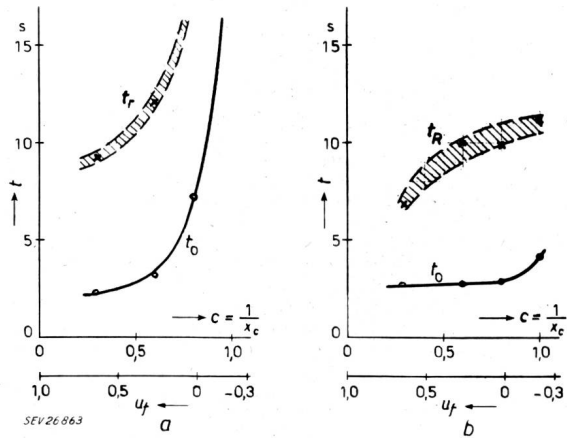 s
15
10
5
0
t
t_r
t_0
c = 1/x_c
0
0,5
1,0
1,0
0,5
0
-0,3
u_f
a
s
15
10
5
0
t
t_R
t_0
c = 1/x_c
0
0,5
1,0
1,0
0,5
0
-0,3
u_f
b
SEV 26863